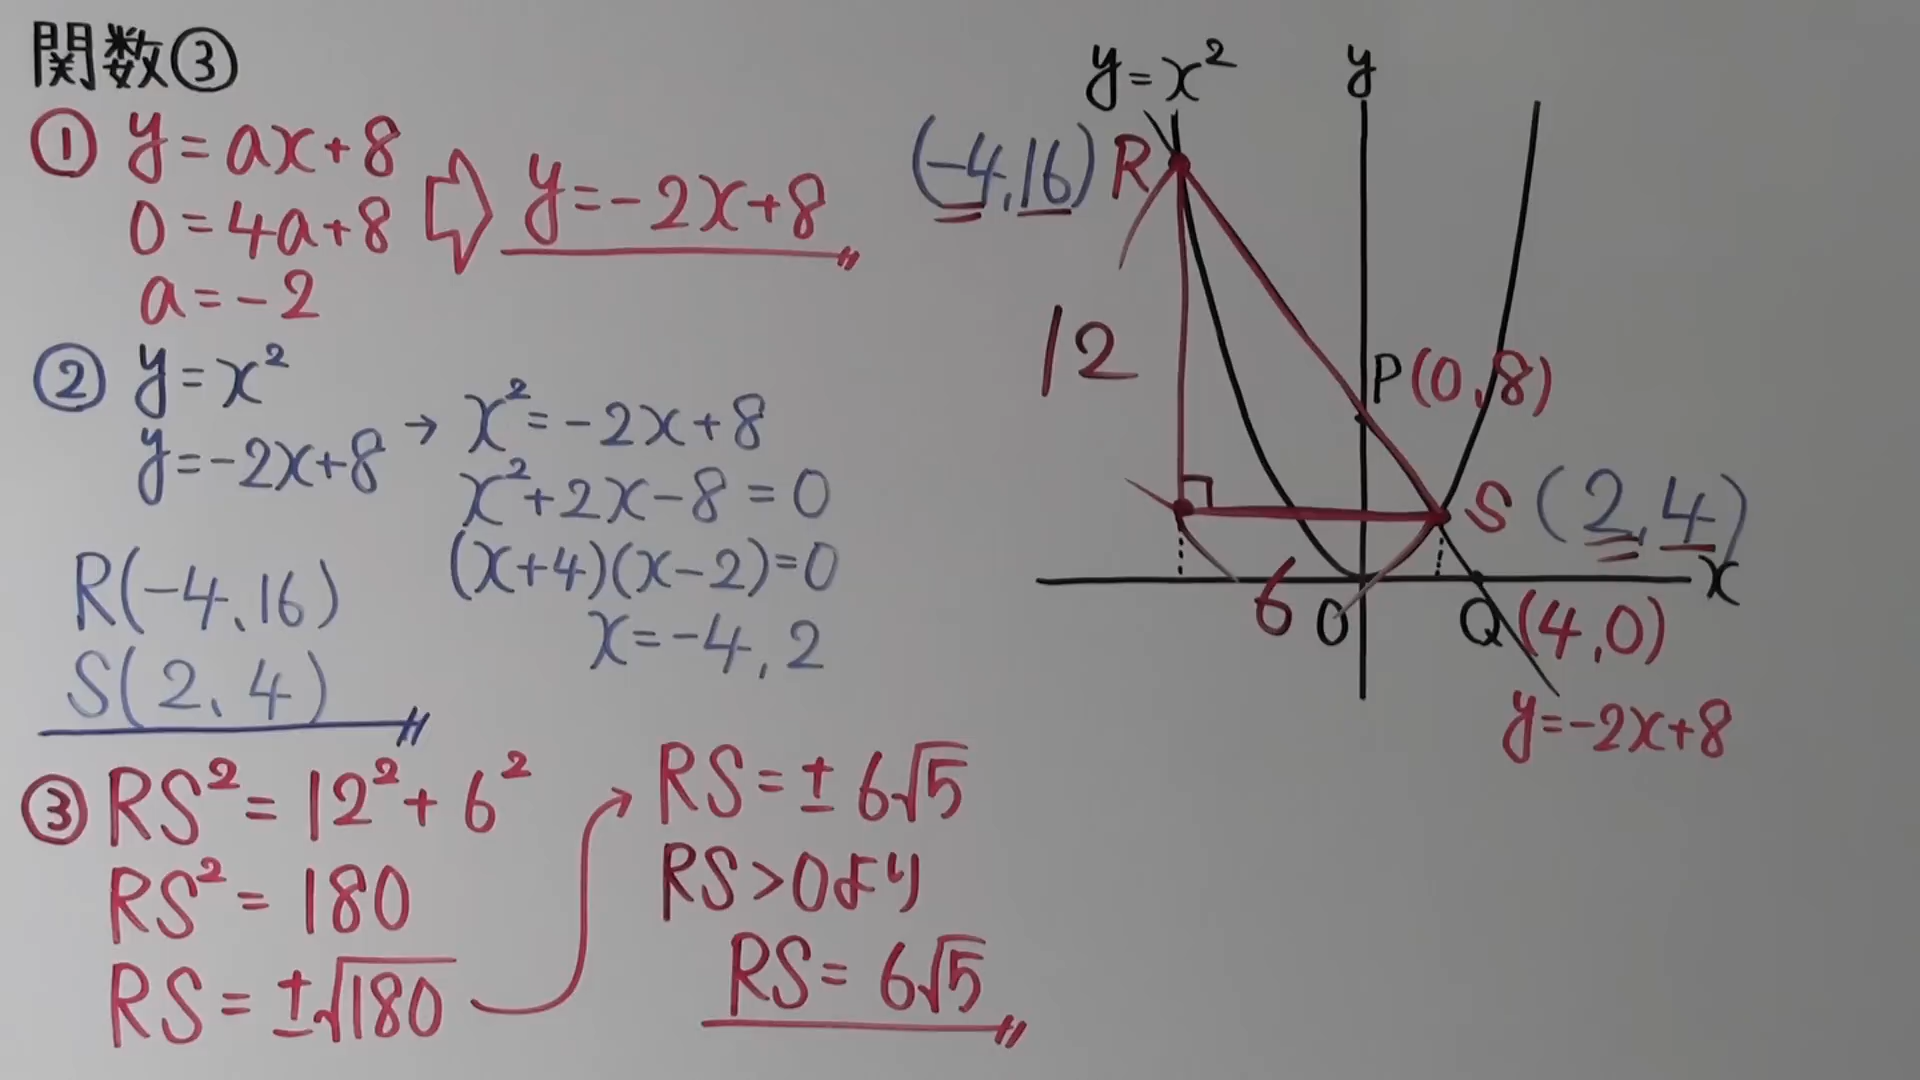 関数③
① y=ax+8
0=4a+8
a=-2
⇨ y=-2x+8
② y=x²
y=-2x+8
→ x²=-2x+8
x²+2x-8=0
(x+4)(x-2)=0
x=-4,2
R(-4,16)
S(2,4)
③ RS²=12²+6²
RS²=180
RS=±√180
RS=±6√5
RS>0より
RS=6√5
y=x²
y
(-4,16) R
12
P(0,8)
S(2,4)
x
6
O
Q(4,0)
y=-2x+8